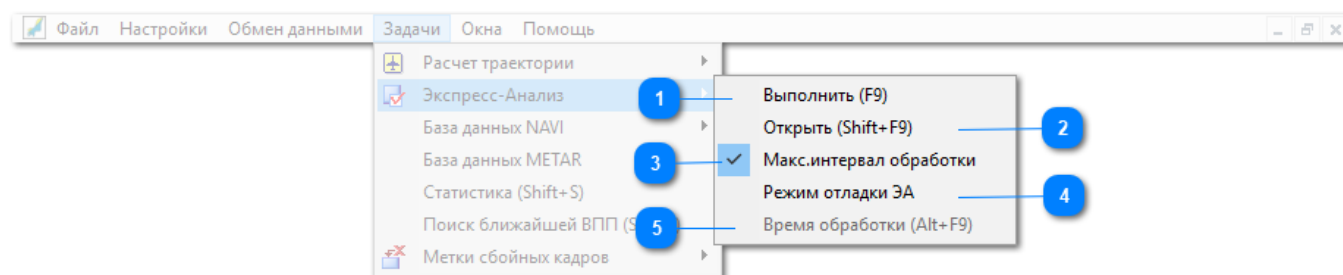 Файл Настройки Обмен данными Задачи Окна Помощь
Расчет траектории
Экспресс-Анализ
1
Выполнить (F9)
База данных NAVI
Открыть (Shift+F9)
2
База данных METAR
3
Макс.интервал обработки
Статистика (Shift+S)
Режим отладки ЭА
4
Поиск ближайшей ВПП (S
5
Время обработки (Alt+F9)
Метки сбойных кадров